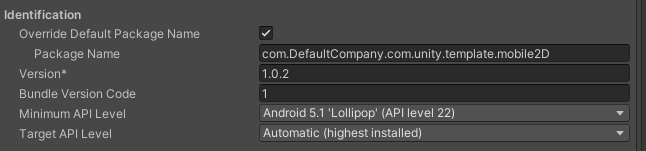 Identification
Override Default Package Name
Package Name com.DefaultCompany.com.unity.template.mobile2D
Version* 1.0.2
Bundle Version Code 1
Minimum API Level Android 5.1 'Lollipop' (API level 22)
Target API Level Automatic (highest installed)